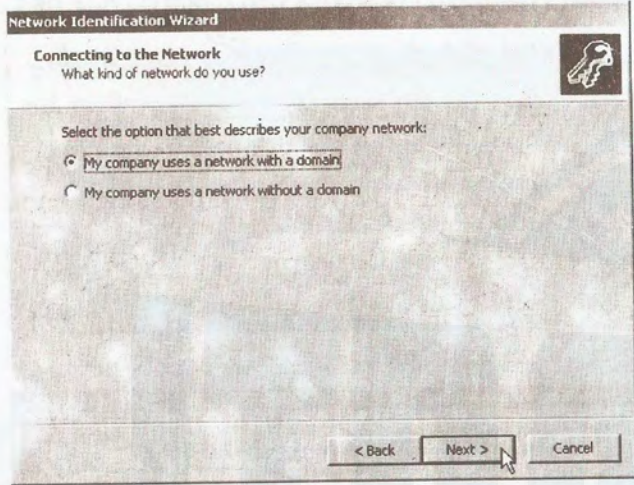 Network Identification Wizard
Connecting to the Network
What kind of network do you use?
Select the option that best describes your company network:
My company uses a network with a domain
My company uses a network without a domain
< Back
Next >
Cancel